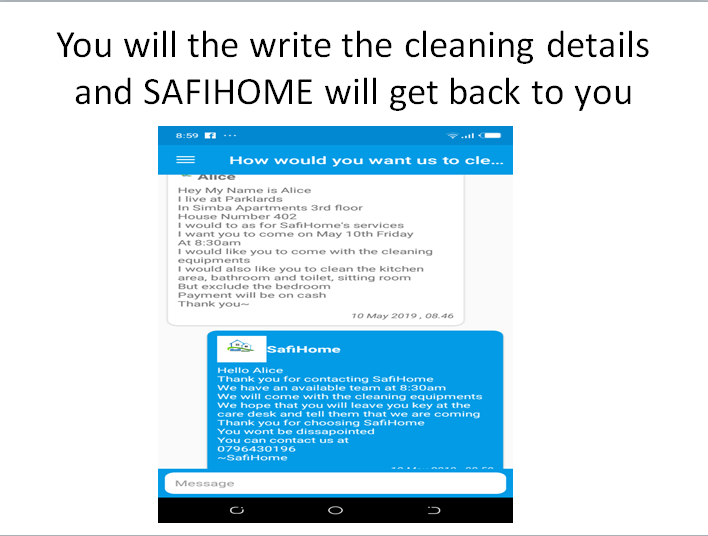 You will the write the cleaning details
and SAFIHOME will get back to you
8:59
How would you want us to cle...
Alice
Hey My Name is Alice
I live at Parklards
In Simba Apartments 3rd floor
House Number 402
I would to as for SafiHome's services
I want you to come on May 10th Friday
At 8:30am
I would like you to come with the cleaning
equipments
I would also like you to clean the kitchen
area, bathroom and toilet, sitting room
But exclude the bedroom
Payment will be on cash
Thank you~
10 May 2019 , 08.46
SafiHome
Hello Alice
Thank you for contacting SafiHome
We have an available team at 8:30am
We will come with the cleaning equipments
We hope that you will leave you key at the
care desk and tell them that we are coming
Thank you for choosing SafiHome
You wont be dissapointed
You can contact us at
0796430196
~SafiHome
Message